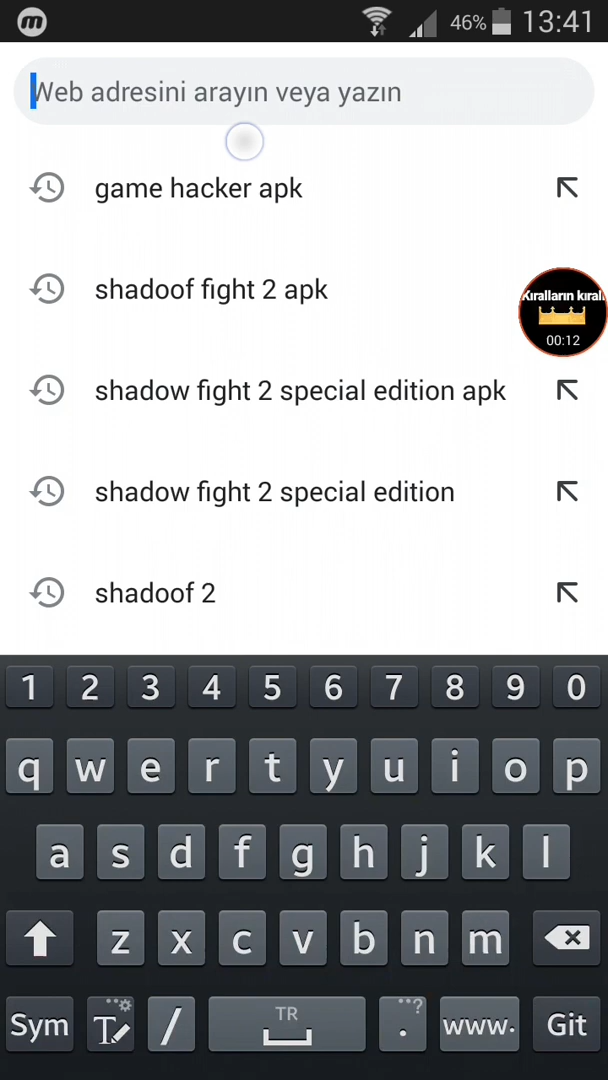 m
46% 13:41
Web adresini arayın veya yazın
game hacker apk
shadoof fight 2 apk
Kıralların kıralı
00:12
shadow fight 2 special edition apk
shadow fight 2 special edition
shadoof 2
1 2 3 4 5 6 7 8 9 0
q w e r t y u i o p
a s d f g h j k l
z x c v b n m
Sym T / TR . ? www. Git